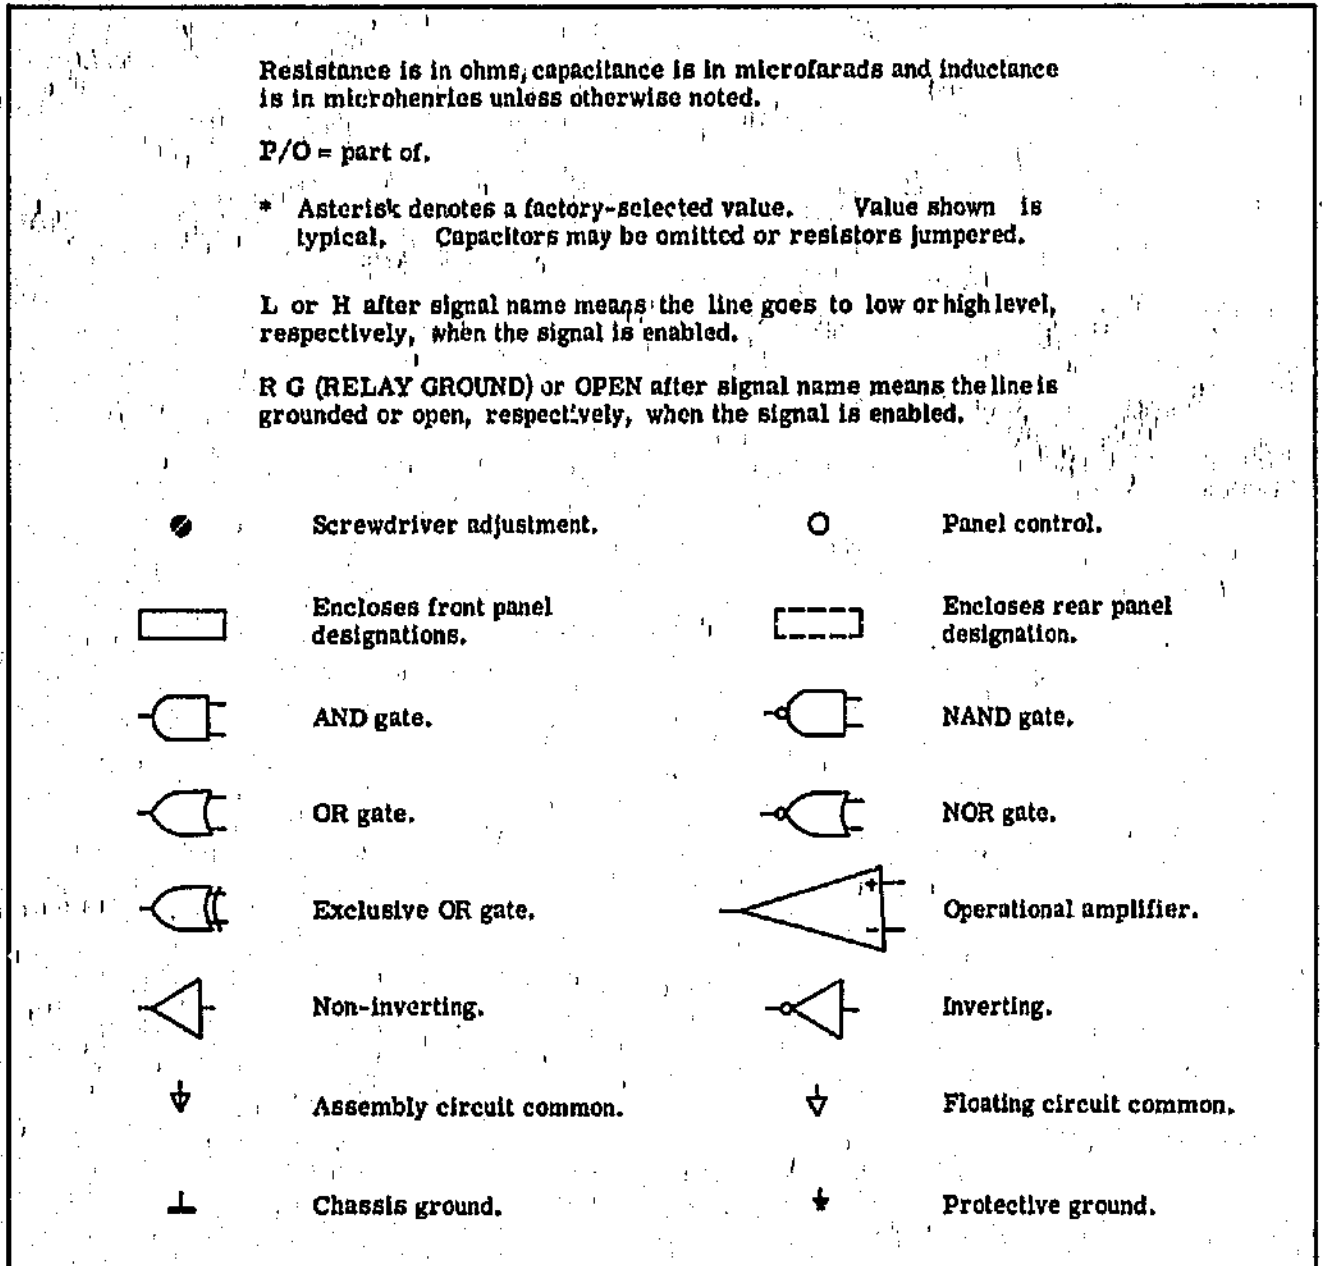 Resistance is in ohms, capacitance is in microfarads and inductance
is in microhenries unless otherwise noted.
P/O = part of.
* Asterisk denotes a factory-selected value. Value shown is
typical. Capacitors may be omitted or resistors jumpered.
L or H after signal name means the line goes to low or high level,
respectively, when the signal is enabled.
R G (RELAY GROUND) or OPEN after signal name means the line is
grounded or open, respectively, when the signal is enabled.
Screwdriver adjustment.
Panel control.
Encloses front panel
designations.
Encloses rear panel
designation.
AND gate.
NAND gate.
OR gate.
NOR gate.
Exclusive OR gate.
+
-
Operational amplifier.
Non-inverting.
Inverting.
Assembly circuit common.
Floating circuit common.
Chassis ground.
Protective ground.